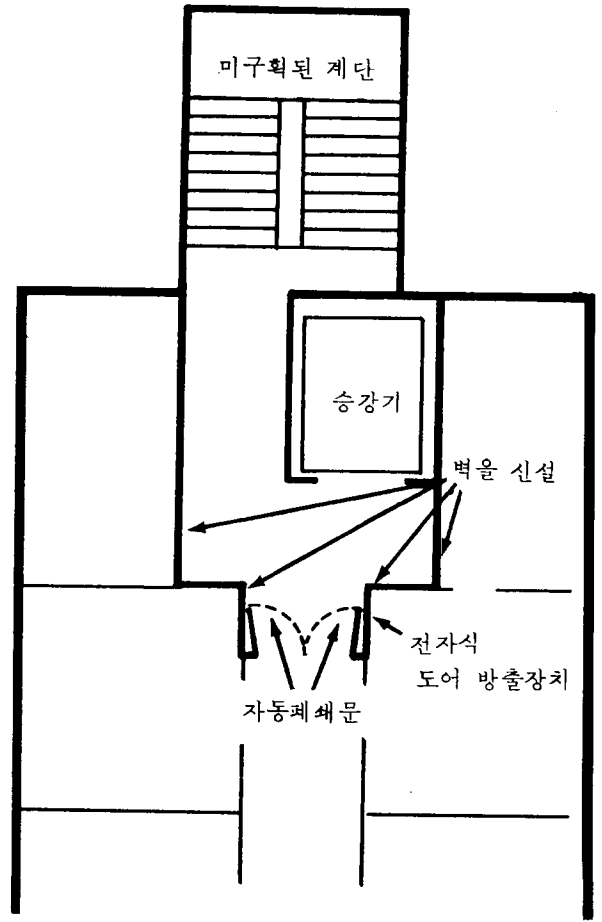 미구획된 계단
승강기
벽을 신설
전자식
도어 방출장치
자동폐쇄문